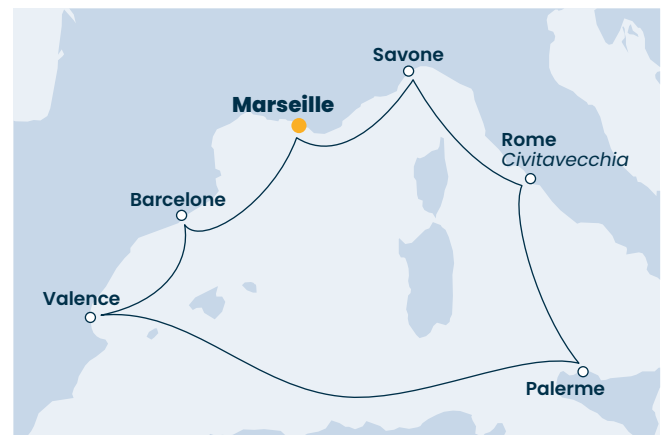 Savone
Marseille
Rome
Civitavecchia
Barcelone
Valence
Palerme